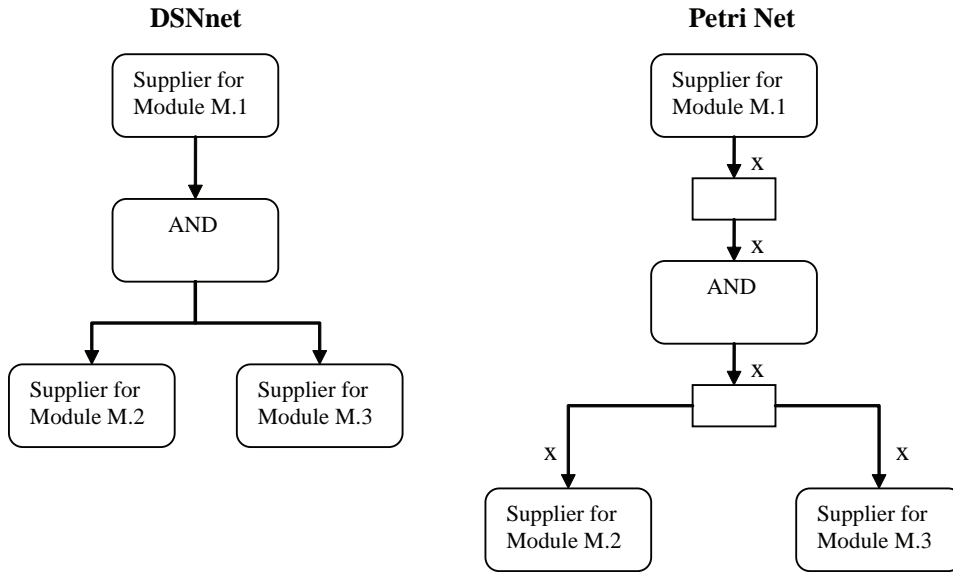 DSNnet
Supplier for
Module M.1
AND
Supplier for
Module M.2
Supplier for
Module M.3
Petri Net
Supplier for
Module M.1
x
x
AND
x
x
x
Supplier for
Module M.2
Supplier for
Module M.3